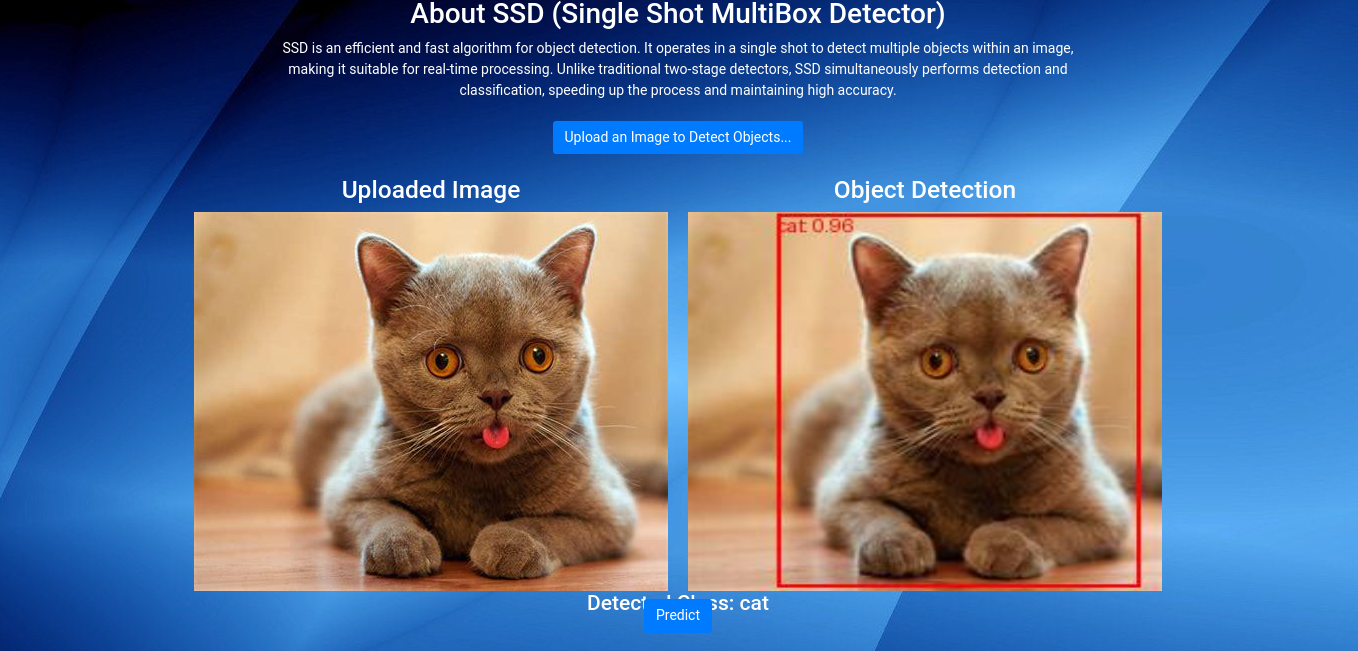 About SSD (Single Shot MultiBox Detector)
SSD is an efficient and fast algorithm for object detection. It operates in a single shot to detect multiple objects within an image,
making it suitable for real-time processing. Unlike traditional two-stage detectors, SSD simultaneously performs detection and
classification, speeding up the process and maintaining high accuracy.
Upload an Image to Detect Objects...
Uploaded Image
Object Detection
cat 0.96
Detected Class: cat
Predict